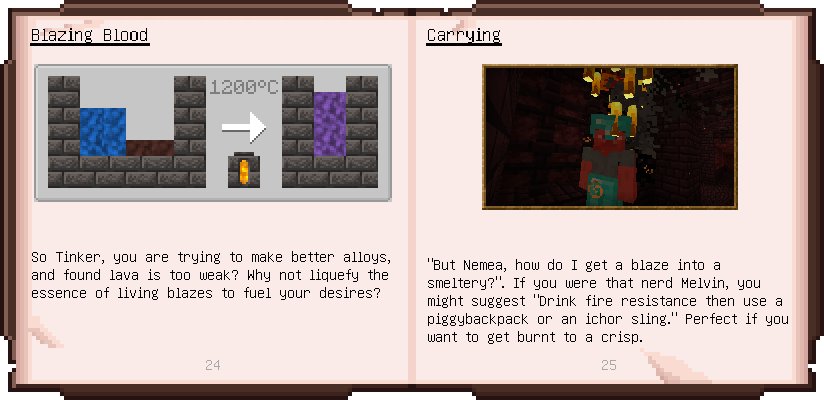 Blazing Blood
1200°C
So Tinker, you are trying to make better alloys,
and found lava is too weak? Why not liquefy the
essence of living blazes to fuel your desires?
24
Carrying
"But Nemea, how do I get a blaze into a
smeltery?". If you were that nerd Melvin, you
might suggest "Drink fire resistance then use a
piggybackpack or an ichor sling." Perfect if you
want to get burnt to a crisp.
25